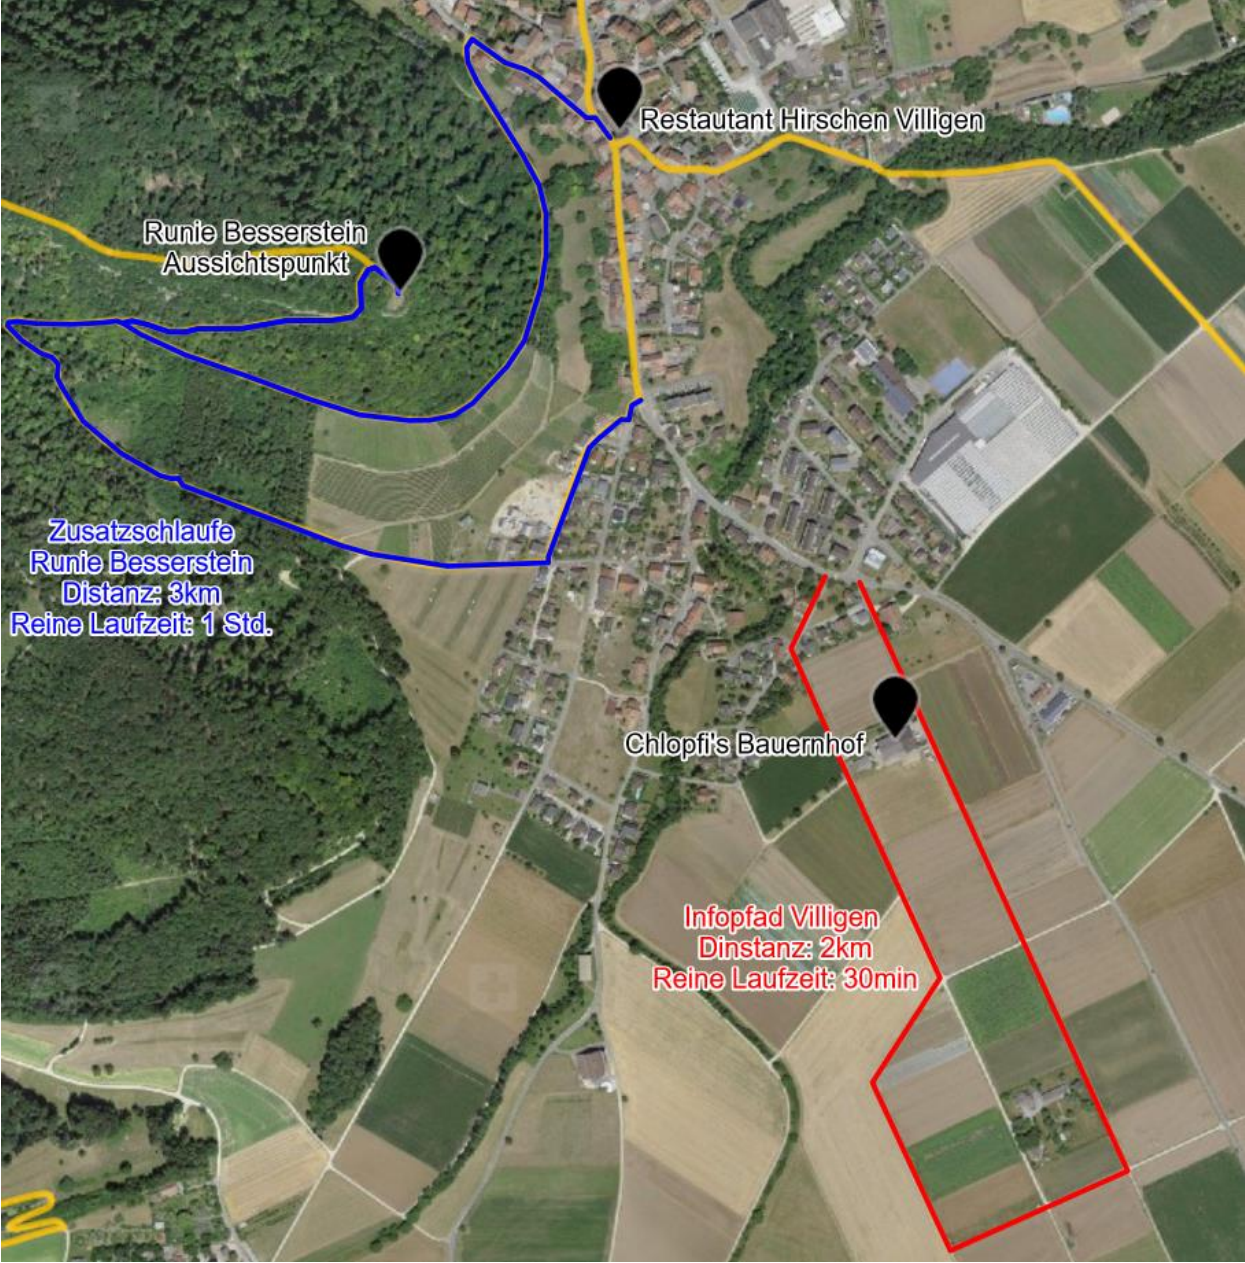 Restautant Hirschen Villigen
Runie Besserstein
Aussichtspunkt
Zusatzschlaufe
Runie Besserstein
Distanz: 3km
Reine Laufzeit: 1 Std.
Chlopfi's Bauernhof
Infopfad Villigen
Dinstanz: 2km
Reine Laufzeit: 30min